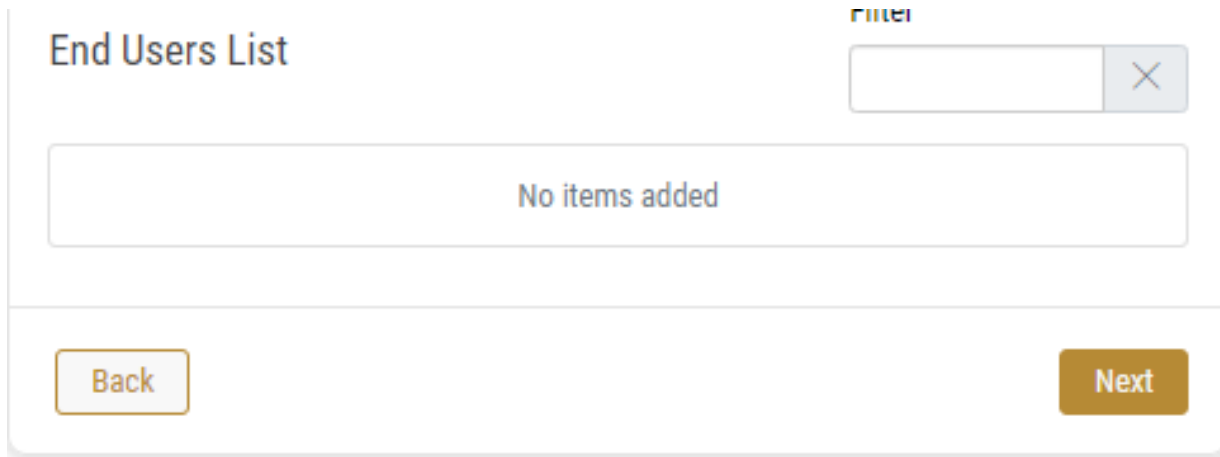 Filter
End Users List
No items added
Back
Next